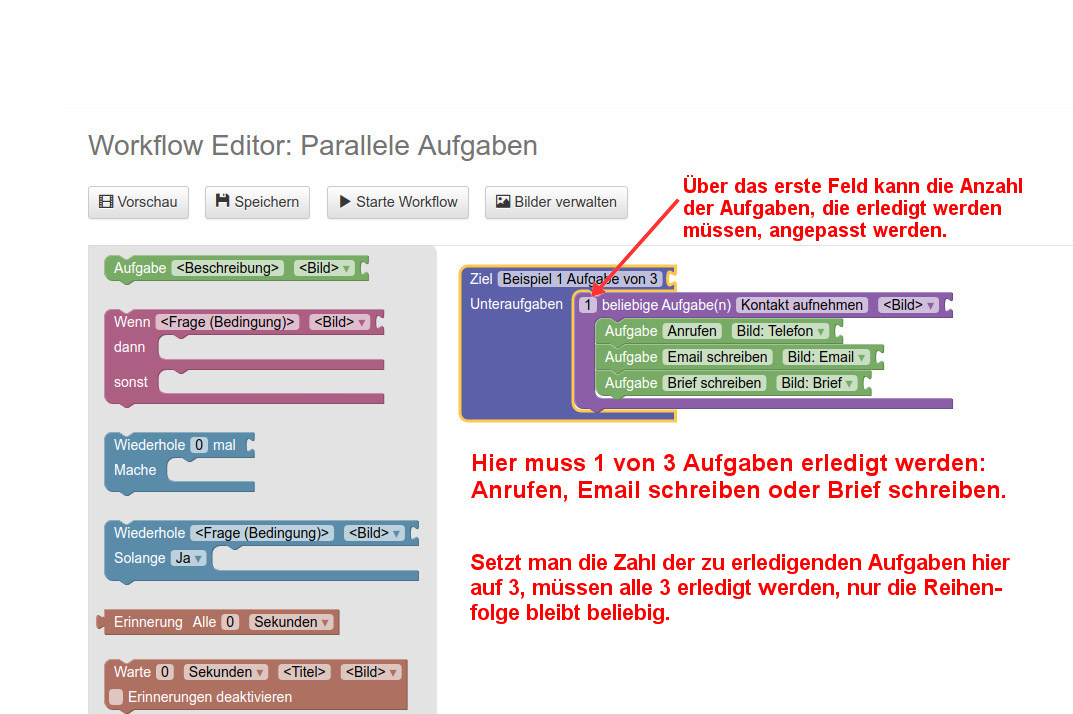 Workflow Editor: Parallele Aufgaben
Vorschau Speichern Starte Workflow Bilder verwalten
Über das erste Feld kann die Anzahl
der Aufgaben, die erledigt werden
müssen, angepasst werden.
Aufgabe <Beschreibung> <Bild>
Wenn <Frage (Bedingung)> <Bild>
dann
sonst
Wiederhole 0 mal
Mache
Wiederhole <Frage (Bedingung)> <Bild>
Solange Ja
Erinnerung Alle 0 Sekunden
Warte 0 Sekunden <Titel> <Bild>
Erinnerungen deaktivieren
Ziel Beispiel 1 Aufgabe von 3
Unteraufgaben 1 beliebige Aufgabe(n) Kontakt aufnehmen <Bild>
Aufgabe Anrufen Bild: Telefon
Aufgabe Email schreiben Bild: Email
Aufgabe Brief schreiben Bild: Brief
Hier muss 1 von 3 Aufgaben erledigt werden:
Anrufen, Email schreiben oder Brief schreiben.
Setzt man die Zahl der zu erledigenden Aufgaben hier
auf 3, müssen alle 3 erledigt werden, nur die Reihen-
folge bleibt beliebig.